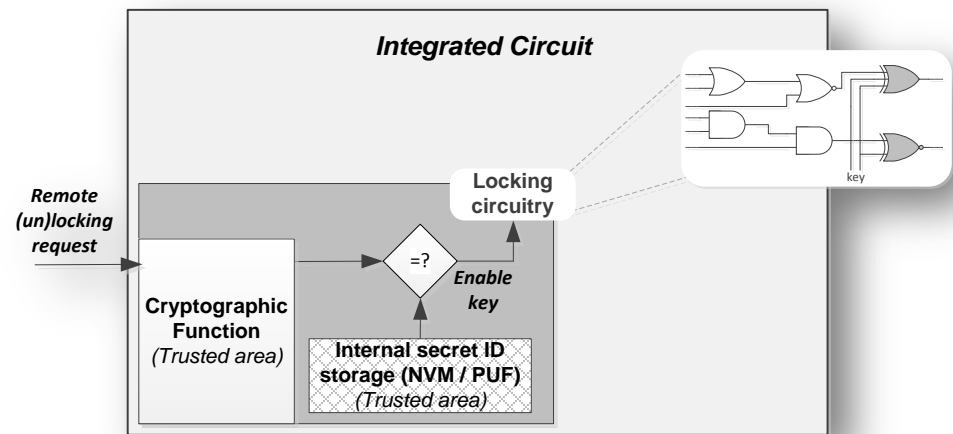 Integrated Circuit
key
Locking
circuitry
Remote
(un)locking
request
=?
Enable
key
Cryptographic
Function
(Trusted area)
Internal secret ID
storage (NVM / PUF)
(Trusted area)